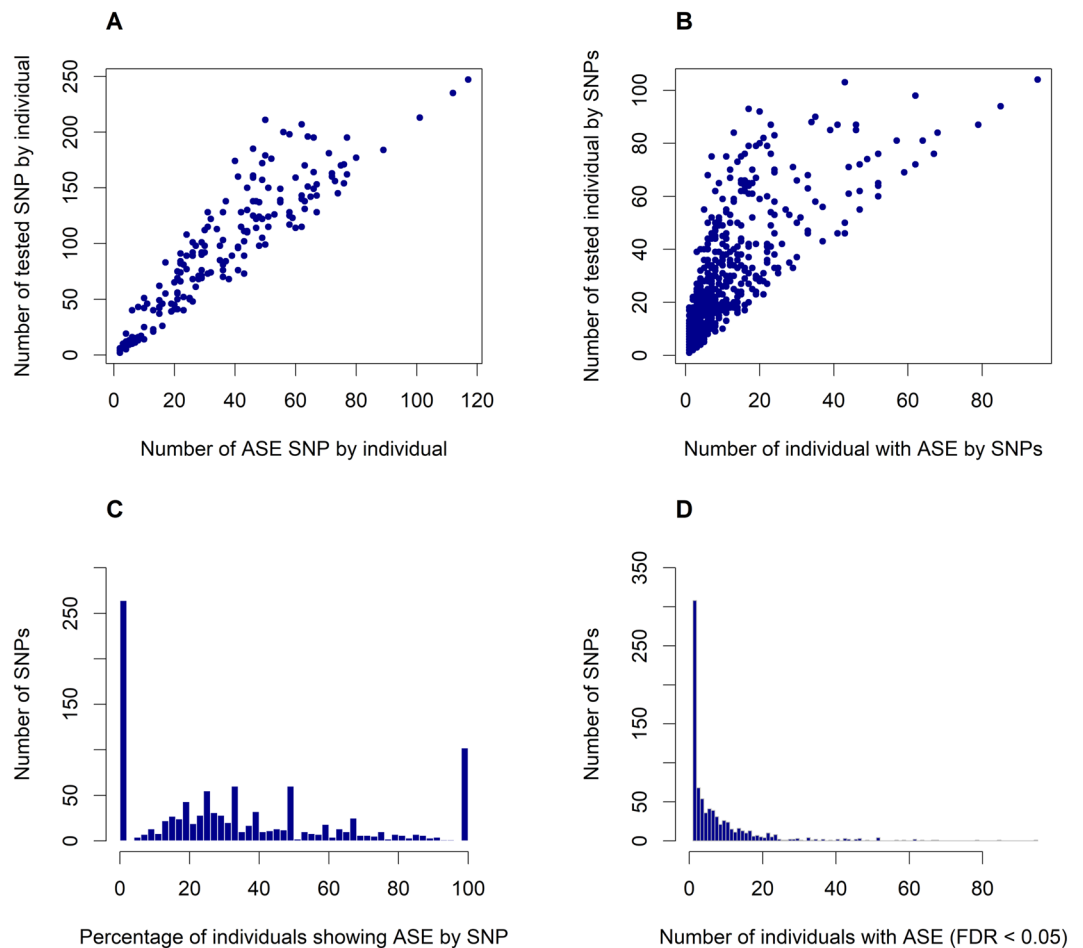 A
Number of tested SNP by individual
250
200
150
100
50
0
0 20 40 60 80 100 120
Number of ASE SNP by individual
B
Number of tested individual by SNPs
100
80
60
40
20
0
0 20 40 60 80
Number of individual with ASE by SNPs
C
Number of SNPs
250
150
50
0
0 20 40 60 80 100
Percentage of individuals showing ASE by SNP
D
Number of SNPs
350
250
150
50
0
0 20 40 60 80
Number of individuals with ASE (FDR < 0.05)